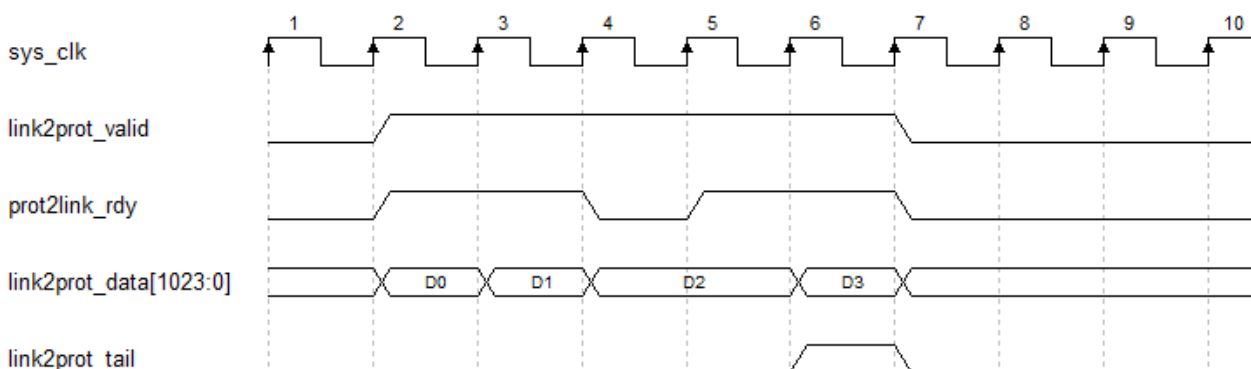 1 2 3 4 5 6 7 8 9 10
sys_clk
link2prot_valid
prot2link_rdy
link2prot_data[1023:0] D0 D1 D2 D3
link2prot_tail